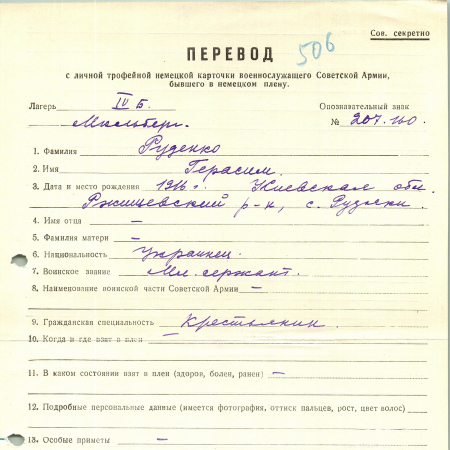 Сов. секретно
506
ПЕРЕВОД
с личной трофейной немецкой карточки военнослужащего Советской Армии,
бывшего в немецком плену.
Лагерь IV Б. Опознавательный знак
Мюльберг. № 207.160.
1. Фамилия Руденко
2. Имя Герасим.
3. Дата и место рождения 1916 г. Киевская обл.
Ржищевский р-н, с.
4. Имя отца —
5. Фамилия матери —
6. Национальность Украинец.
7. Воинское звание Мл. сержант.
8. Наименование воинской части Советской Армии —
9. Гражданская специальность Крестьянин.
10. Когда и где взят в плен
11. В каком состоянии взят в плен (здоров, болен, ранен) —
12. Подробные персональные данные (имеется фотография, оттиск пальцев, рост, цвет волос)
13. Особые приметы —